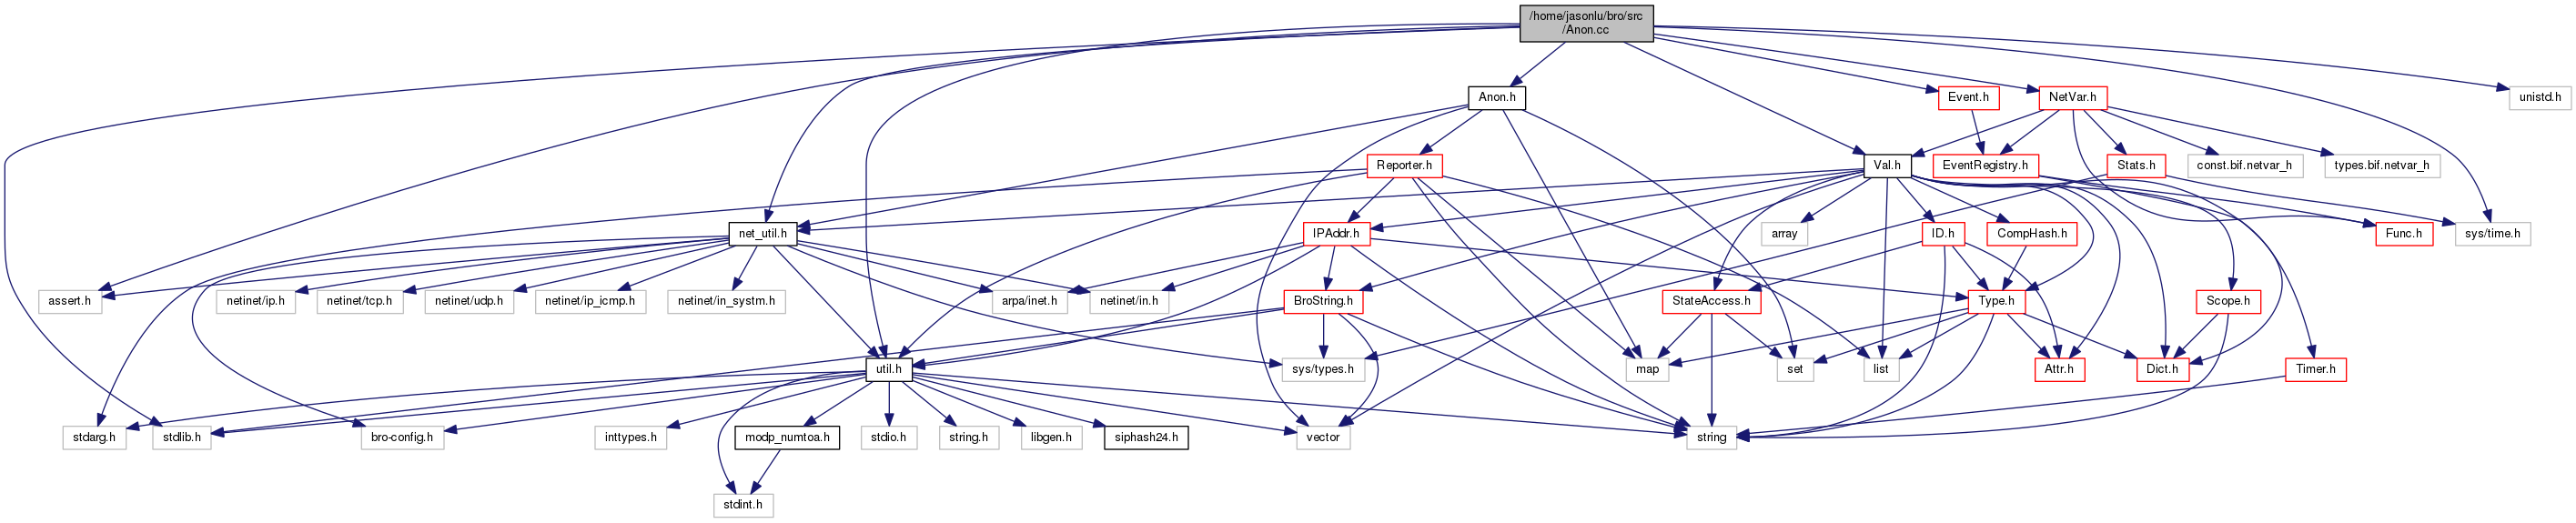 /home/jasonlu/bro/src
/Anon.cc
Anon.h
Event.h
NetVar.h
unistd.h
Reporter.h
Val.h
EventRegistry.h
Stats.h
const.bif.netvar_h
types.bif.netvar_h
net_util.h
IPAddr.h
array
ID.h
CompHash.h
Func.h
sys/time.h
assert.h
netinet/ip.h
netinet/tcp.h
netinet/udp.h
netinet/ip_icmp.h
netinet/in_systm.h
arpa/inet.h
netinet/in.h
BroString.h
StateAccess.h
Type.h
Scope.h
util.h
sys/types.h
map
set
list
Attr.h
Dict.h
Timer.h
stdarg.h
stdlib.h
bro-config.h
inttypes.h
modp_numtoa.h
stdio.h
string.h
libgen.h
siphash24.h
vector
string
stdint.h